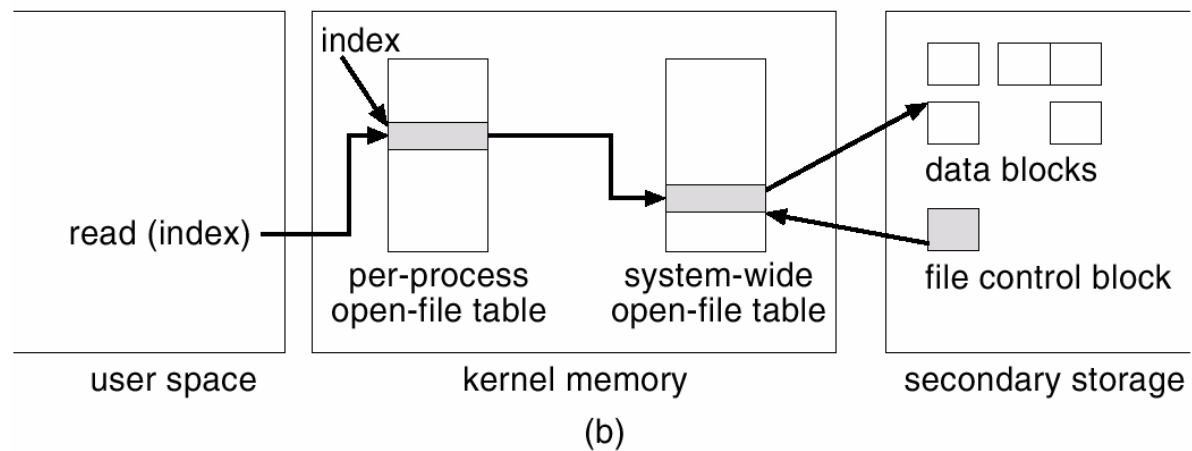 index
read (index)
per-process
open-file table
system-wide
open-file table
data blocks
file control block
user space
kernel memory
secondary storage
(b)